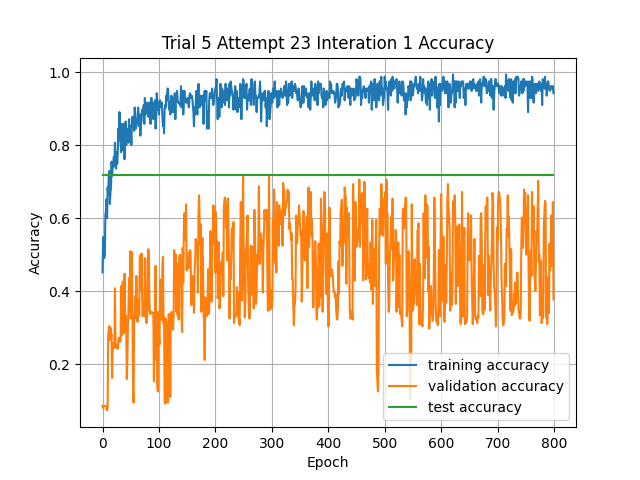 Trial 5 Attempt 23 Interation 1 Accuracy
1.0
0.8
0.6
0.4
0.2
Accuracy
0 100 200 300 400 500 600 700 800
Epoch
training accuracy
validation accuracy
test accuracy